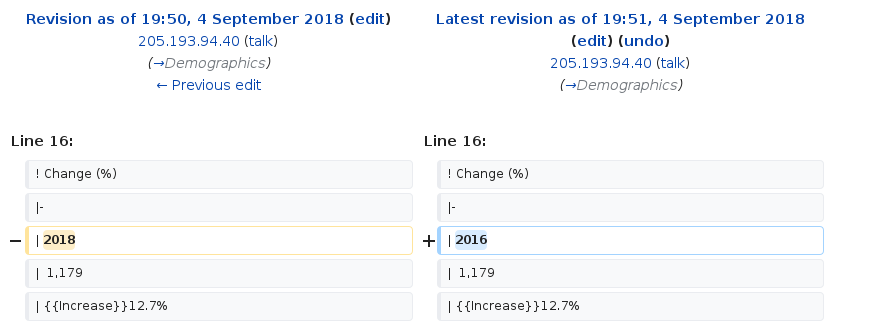 Revision as of 19:50, 4 September 2018 (edit)
205.193.94.40 (talk)
(→Demographics)
← Previous edit
Latest revision as of 19:51, 4 September 2018
(edit) (undo)
205.193.94.40 (talk)
(→Demographics)
Line 16:
! Change (%)
|-
− | 2018
| 1,179
| {{Increase}}12.7%
Line 16:
! Change (%)
|-
+ | 2016
| 1,179
| {{Increase}}12.7%